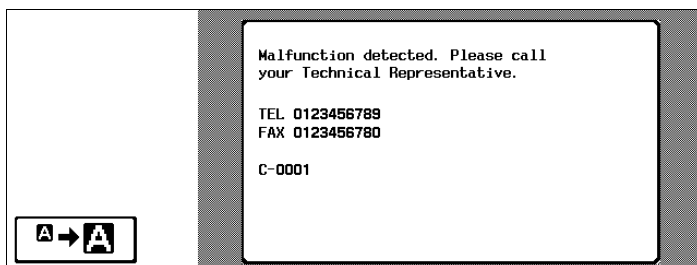 Malfunction detected. Please call
your Technical Representative.
TEL 0123456789
FAX 0123456780
C-0001
A→A